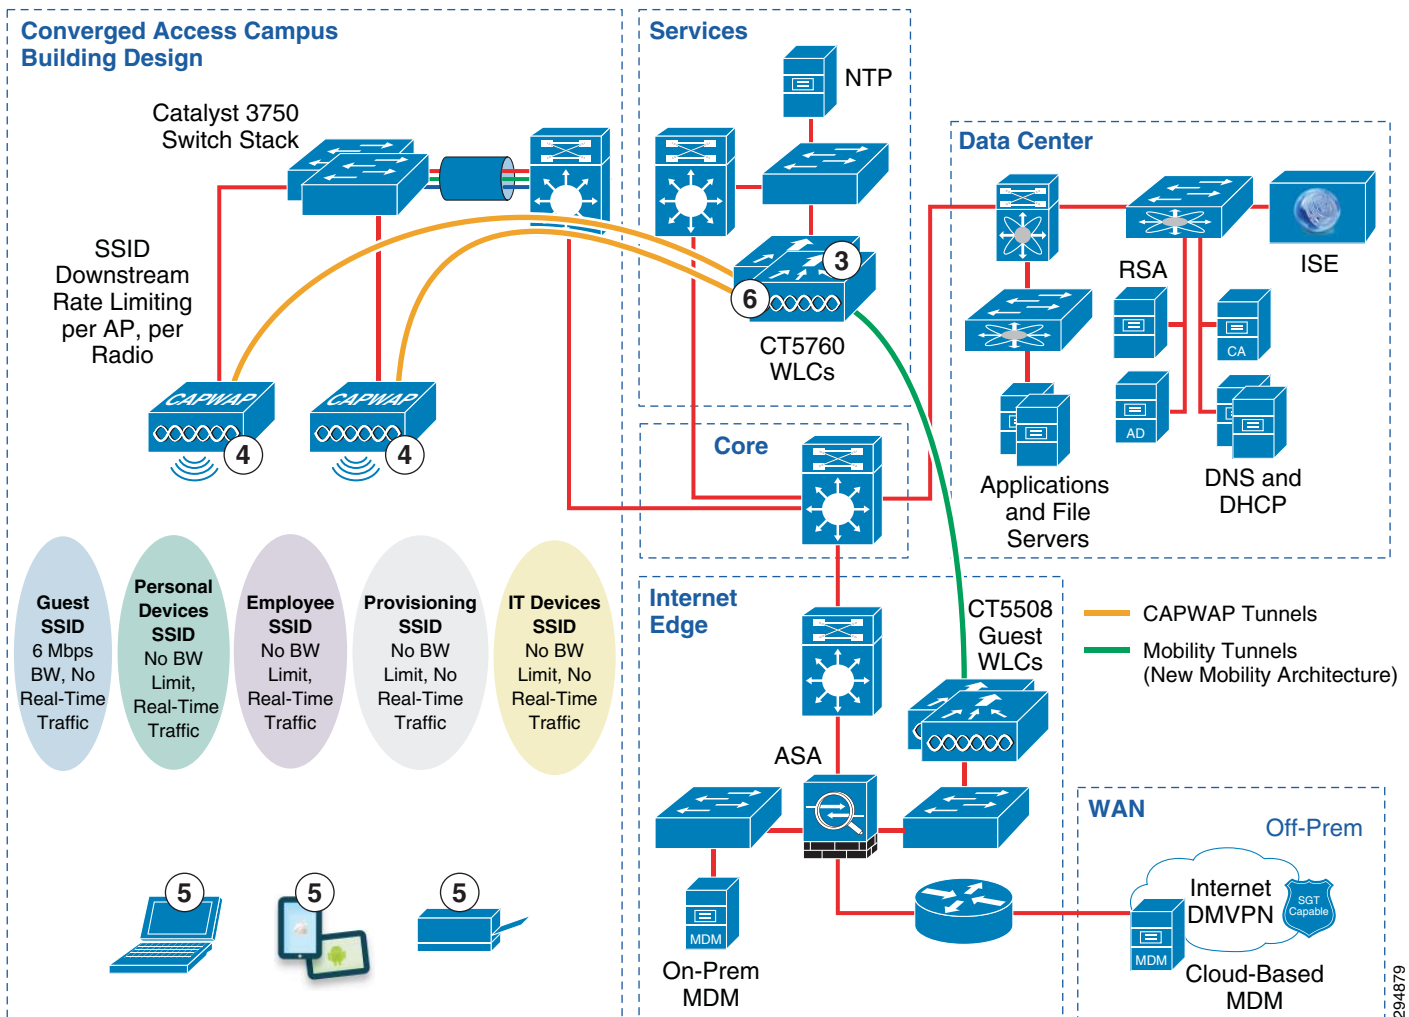 Converged Access Campus
Building Design
Catalyst 3750
Switch Stack
SSID
Downstream
Rate Limiting
per AP, per
Radio
CAPWAP
4
CAPWAP
4
Guest
SSID
6 Mbps
BW, No
Real-Time
Traffic
Personal
Devices
SSID
No BW
Limit,
Real-Time
Traffic
Employee
SSID
No BW
Limit,
Real-Time
Traffic
Provisioning
SSID
No BW
Limit, No
Real-Time
Traffic
IT Devices
SSID
No BW
Limit, No
Real-Time
Traffic
5
5
5
Services
NTP
3
6
CT5760
WLCs
Core
Data Center
ISE
RSA
CA
AD
Applications
and File
Servers
DNS and
DHCP
Internet
Edge
CT5508
Guest
WLCs
ASA
MDM
On-Prem
MDM
CAPWAP Tunnels
Mobility Tunnels
(New Mobility Architecture)
WAN
Off-Prem
Internet
DMVPN
SGT
Capable
MDM
Cloud-Based
MDM
294879